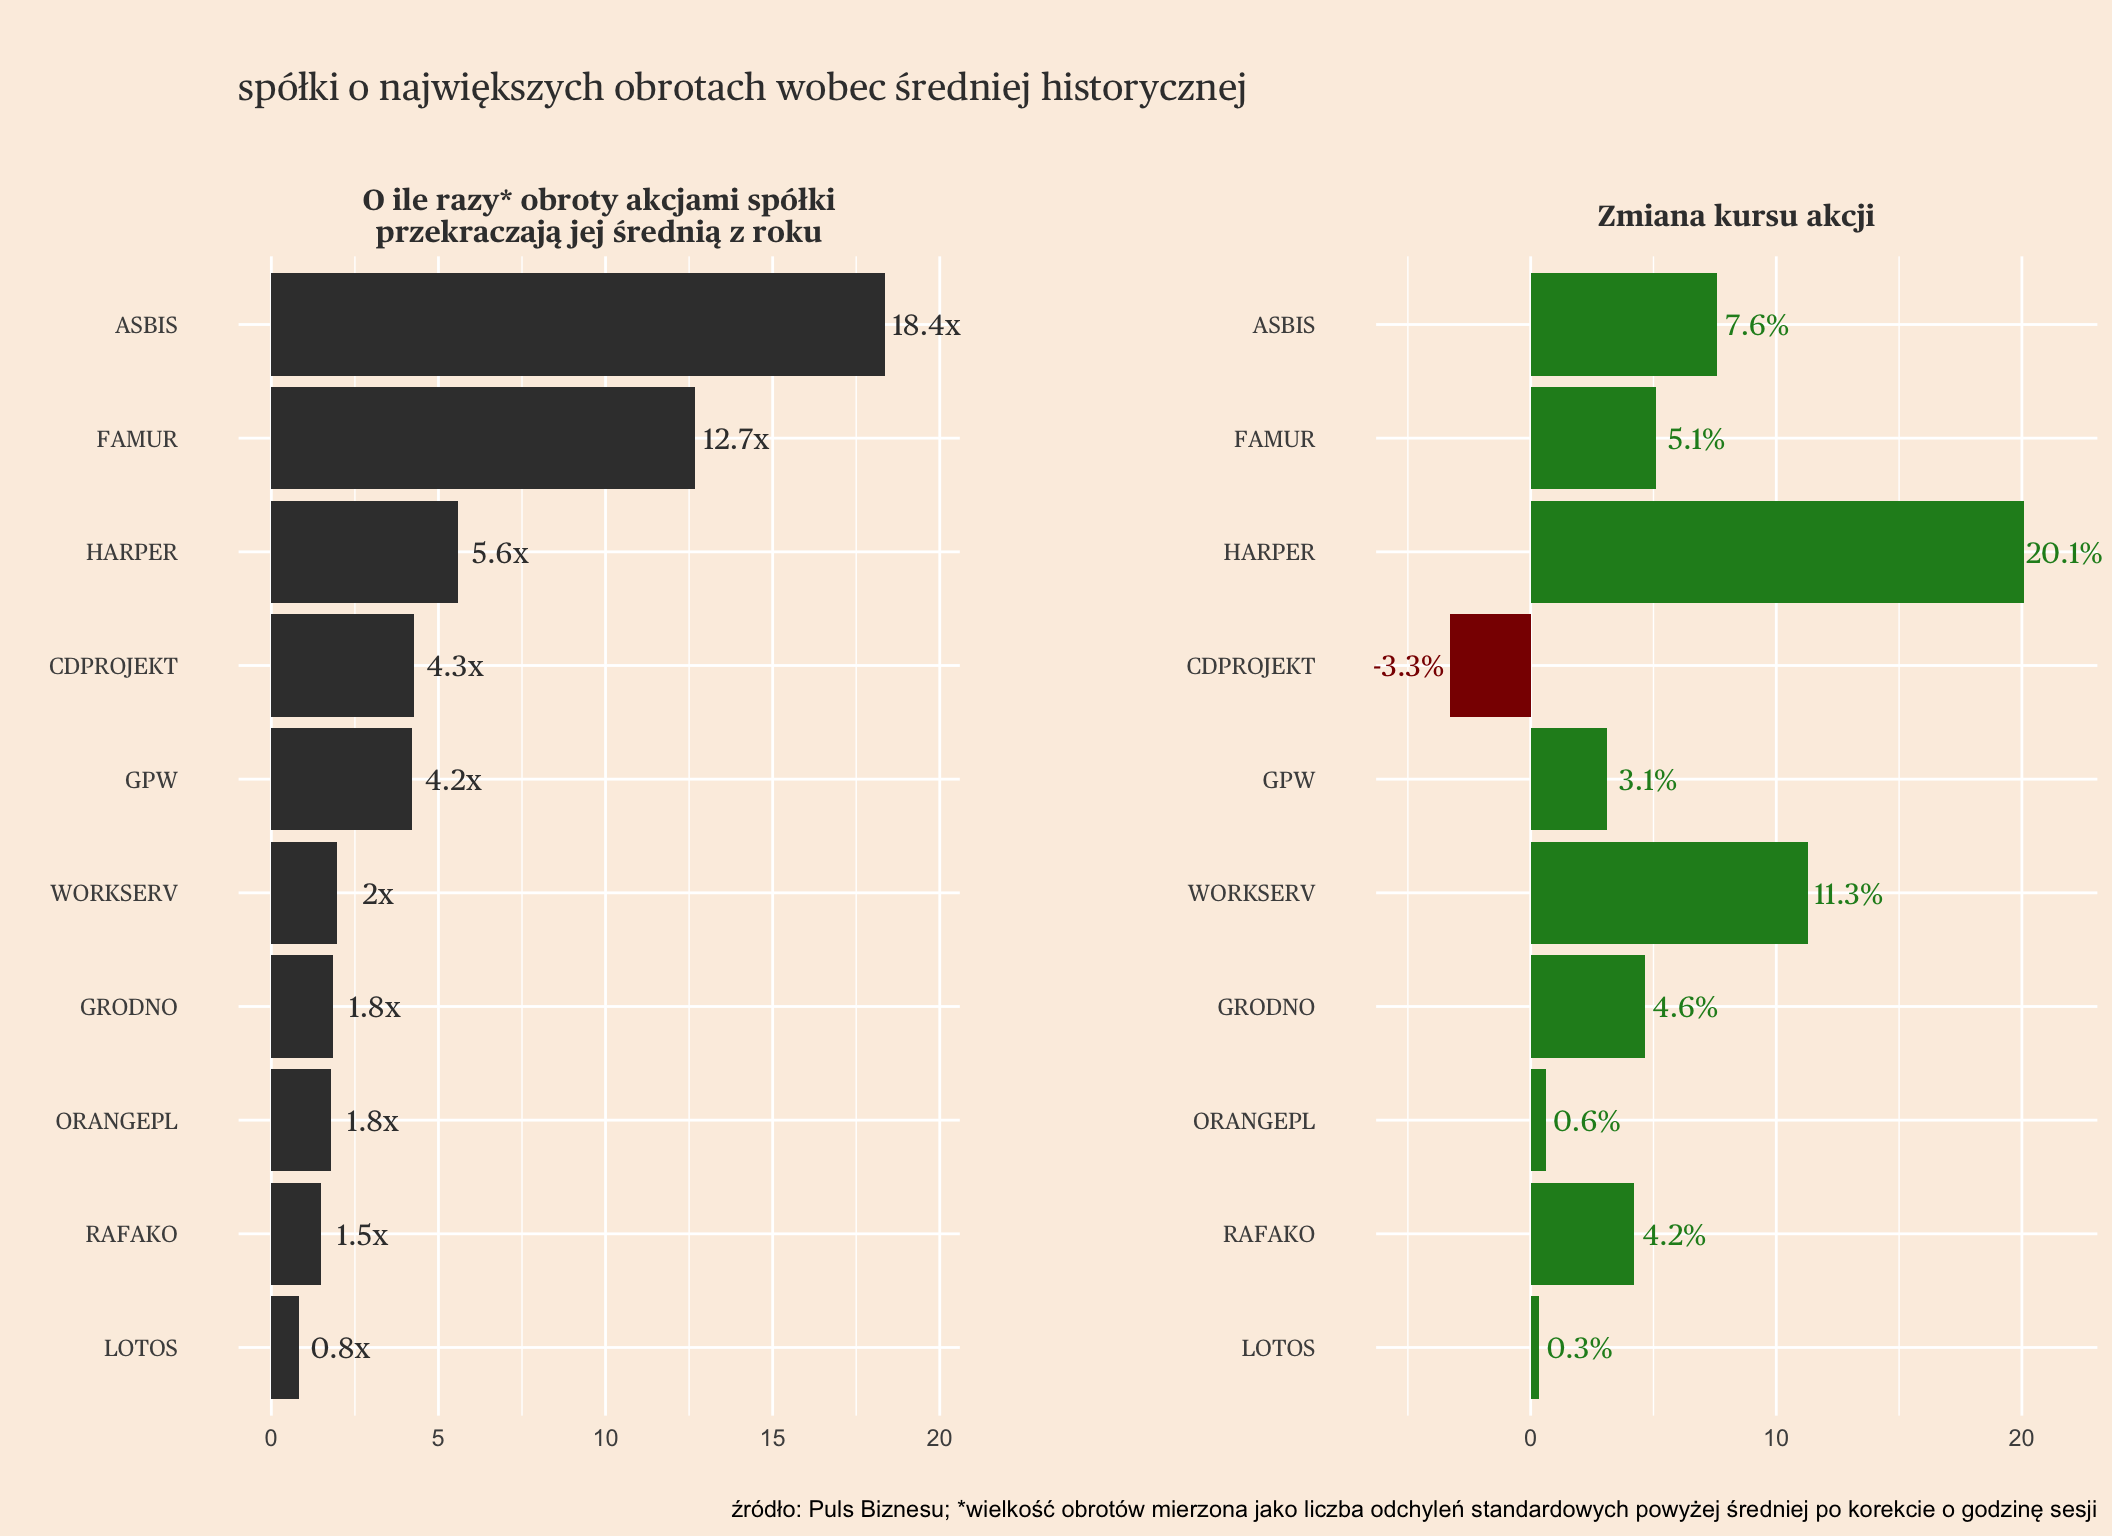 spółki o największych obrotach wobec średniej historycznej
O ile razy* obroty akcjami spółki
przekraczają jej średnią z roku
ASBIS 18.4x
FAMUR 12.7x
HARPER 5.6x
CDPROJEKT 4.3x
GPW 4.2x
WORKSERV 2x
GRODNO 1.8x
ORANGEPL 1.8x
RAFAKO 1.5x
LOTOS 0.8x
0 5 10 15 20
Zmiana kursu akcji
ASBIS 7.6%
FAMUR 5.1%
HARPER 20.1%
CDPROJEKT -3.3%
GPW 3.1%
WORKSERV 11.3%
GRODNO 4.6%
ORANGEPL 0.6%
RAFAKO 4.2%
LOTOS 0.3%
0 10 20
źródło: Puls Biznesu; *wielkość obrotów mierzona jako liczba odchyleń standardowych powyżej średniej po korekcie o godzinę sesji